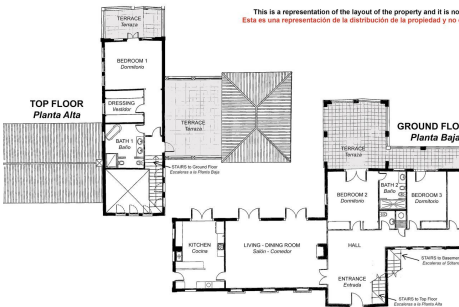 This is a representation of the layout of the property and it is no
Esta es una representación de la distribución de la propiedad y no
TERRACE
Terraza
BEDROOM 1
Dormitorio
TOP FLOOR
Planta Alta
DRESSING
Vestidor
TERRACE
Terraza
BATH 1
Baño
STAIRS to Ground Floor
Escaleras a la Planta Baja
GROUND FLO
Planta Baja
TERRACE
Terraza
BEDROOM 2
Dormitorio
BATH 2
Baño
BEDROOM 3
Dormitorio
KITCHEN
Cocina
LIVING - DINING ROOM
Salón - Comedor
HALL
STAIRS to Basemen
Escaleras al Sótano
ENTRANCE
Entrada
STAIRS to Top Floor
Escaleras a la Planta Alta